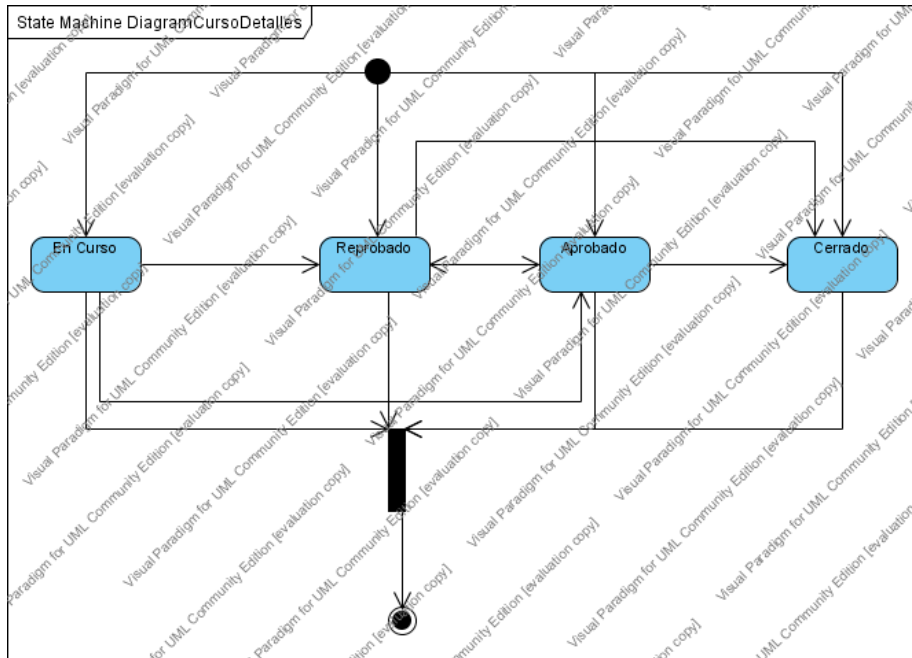 State Machine DiagramCursoDetalles
En Curso
Reprobado
Aprobado
Cerrado
Visual Paradigm for UML Community Edition [evaluation copy]